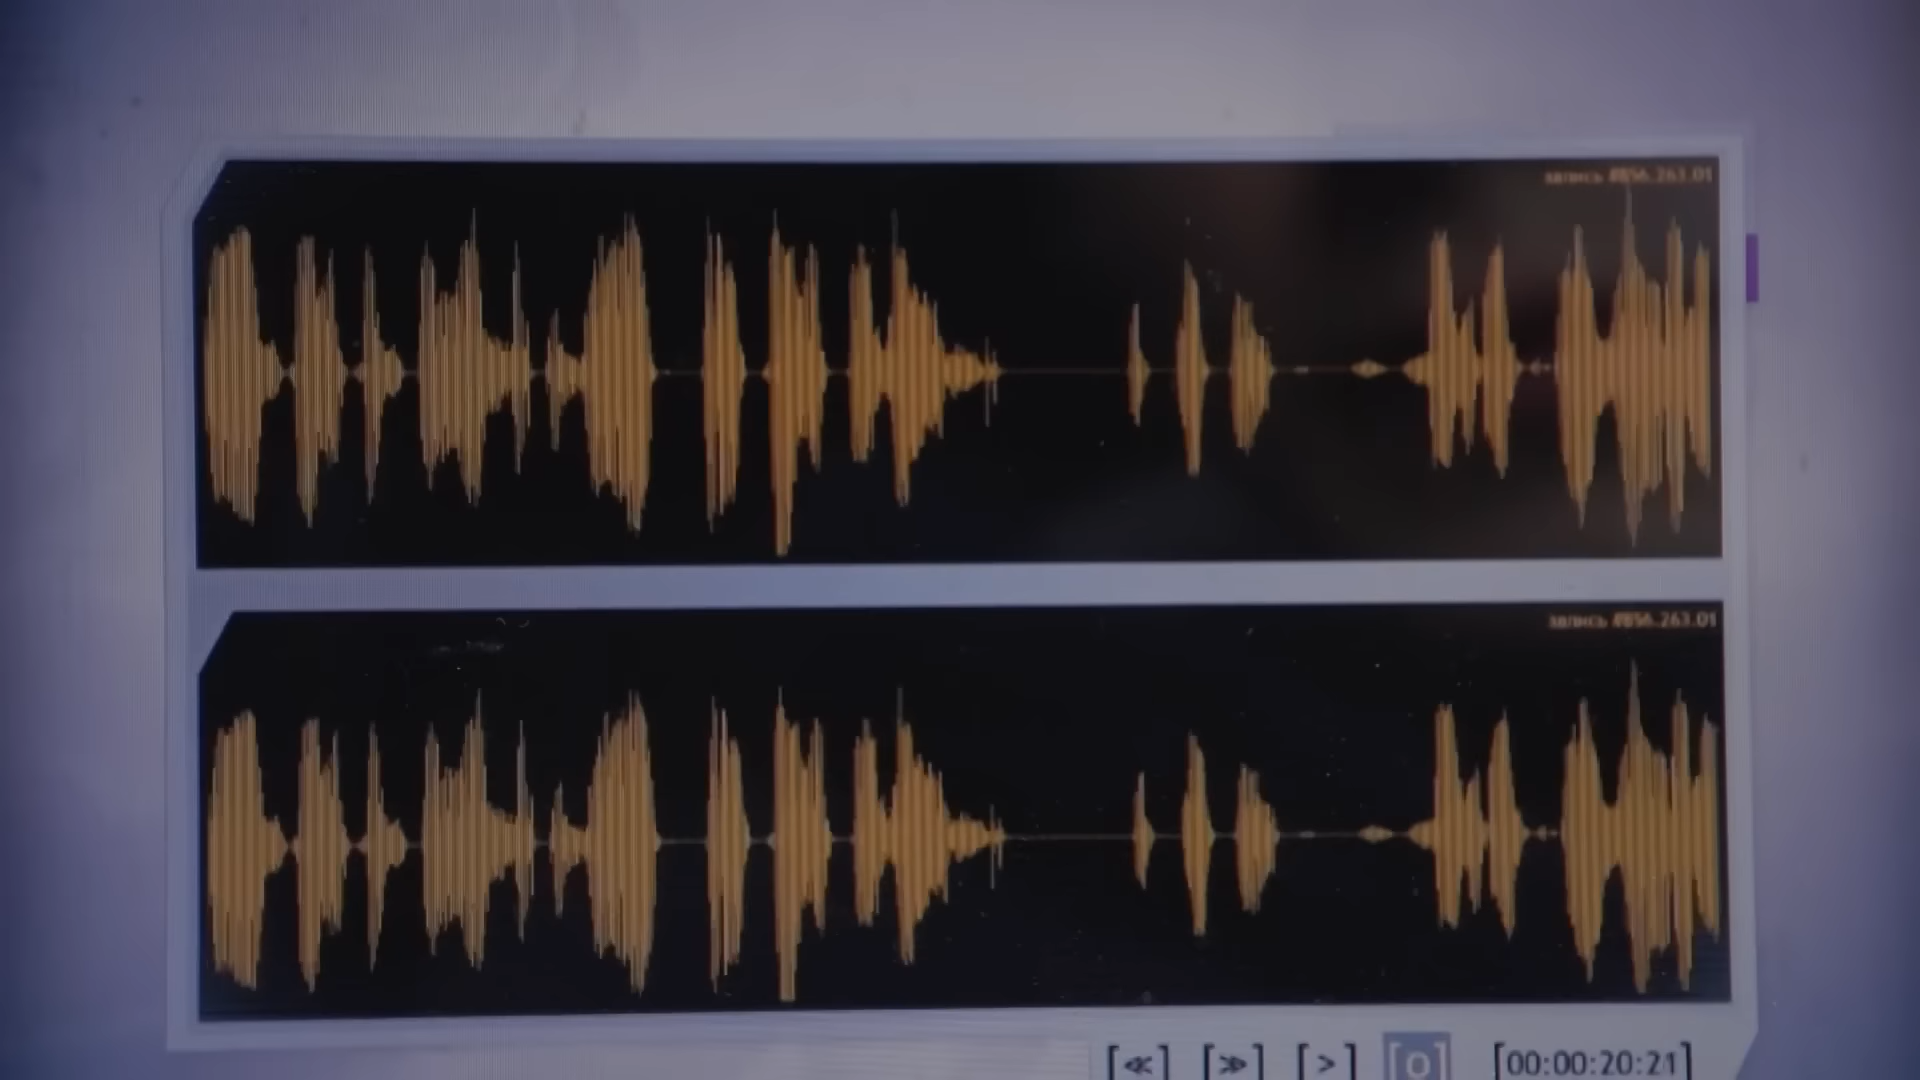 запись #856.263.01
запись #856.263.01
[≪] [≫] [>] [o] [00:00:20:21]